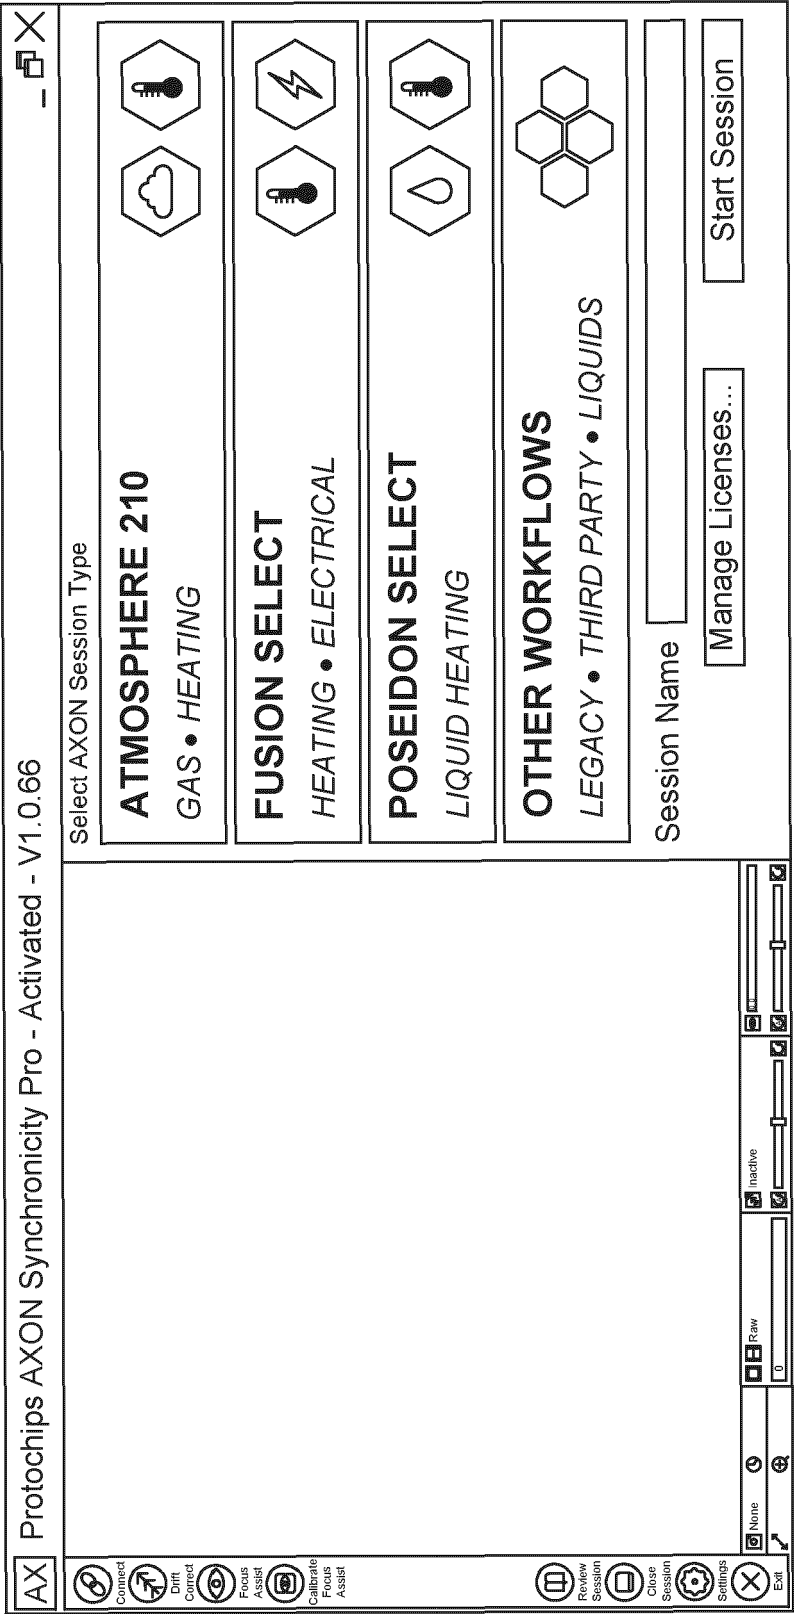 AX Protochips AXON Synchronicity Pro - Activated - V1.0.66
Connect
Drift
Correct
Focus
Assist
Calibrate
Focus
Assist
Review
Session
Close
Session
Settings
Exit
Select AXON Session Type
ATMOSPHERE 210
GAS • HEATING
FUSION SELECT
HEATING • ELECTRICAL
POSEIDON SELECT
LIQUID HEATING
OTHER WORKFLOWS
LEGACY • THIRD PARTY • LIQUIDS
Session Name
Manage Licenses...
Start Session
None
Raw
Inactive
0